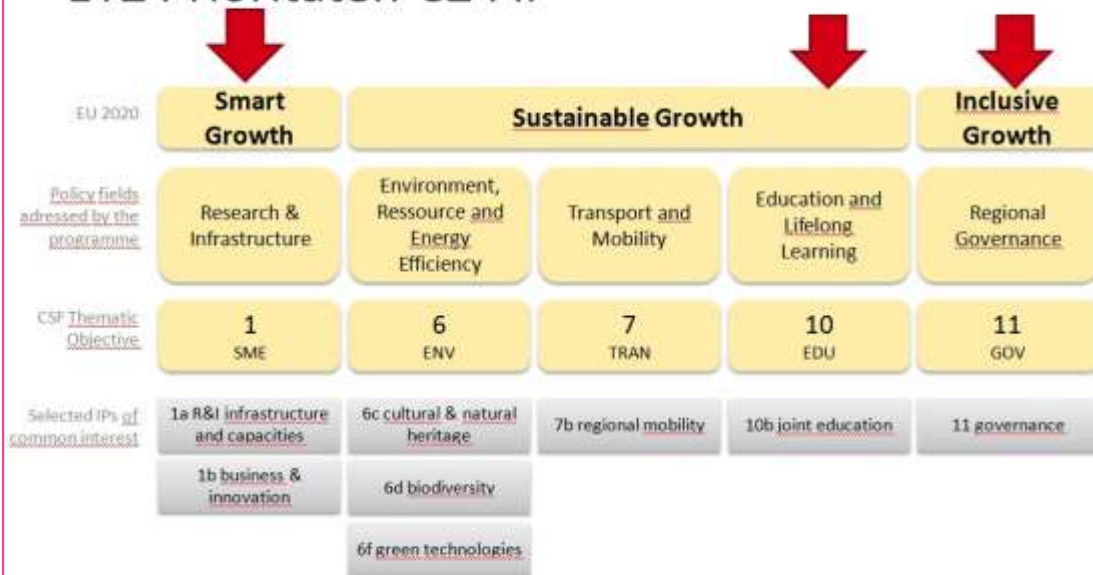 EU 2020
Smart
Growth
Sustainable Growth
Inclusive
Growth
Policy fields
adressed by the
programme
Research &
Infrastructure
Environment,
Ressource and
Energy
Efficiency
Transport and
Mobility
Education and
Lifelong
Learning
Regional
Governance
CSF Thematic
Objective
1
SME
6
ENV
7
TRAN
10
EDU
11
GOV
Selected IPs of
common interest
1a R&I infrastructure
and capacities
6c cultural & natural
heritage
7b regional mobility
10b joint education
11 governance
1b business &
innovation
6d biodiversity
6f green technologies